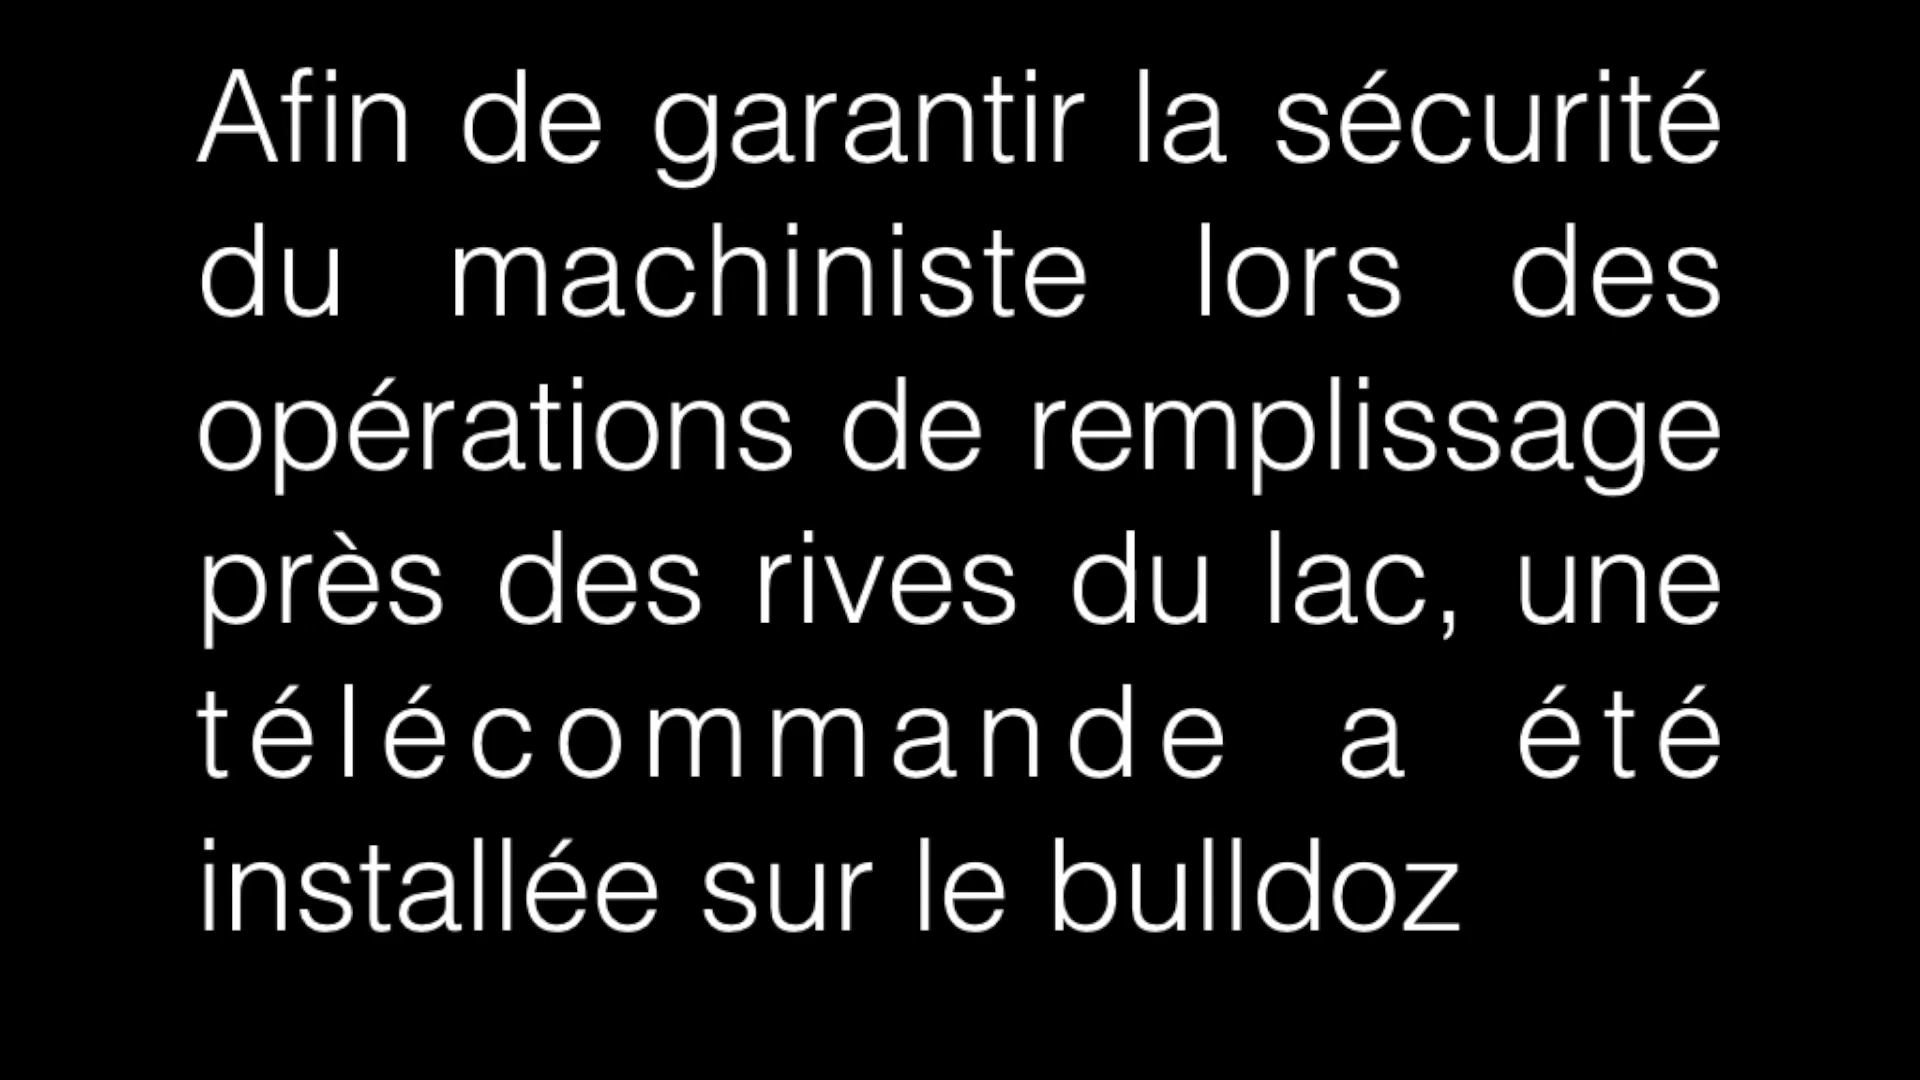 Afin de garantir la sécurité
du machiniste lors des
opérations de remplissage
près des rives du lac, une
télécommande a été
installée sur le bulldoz